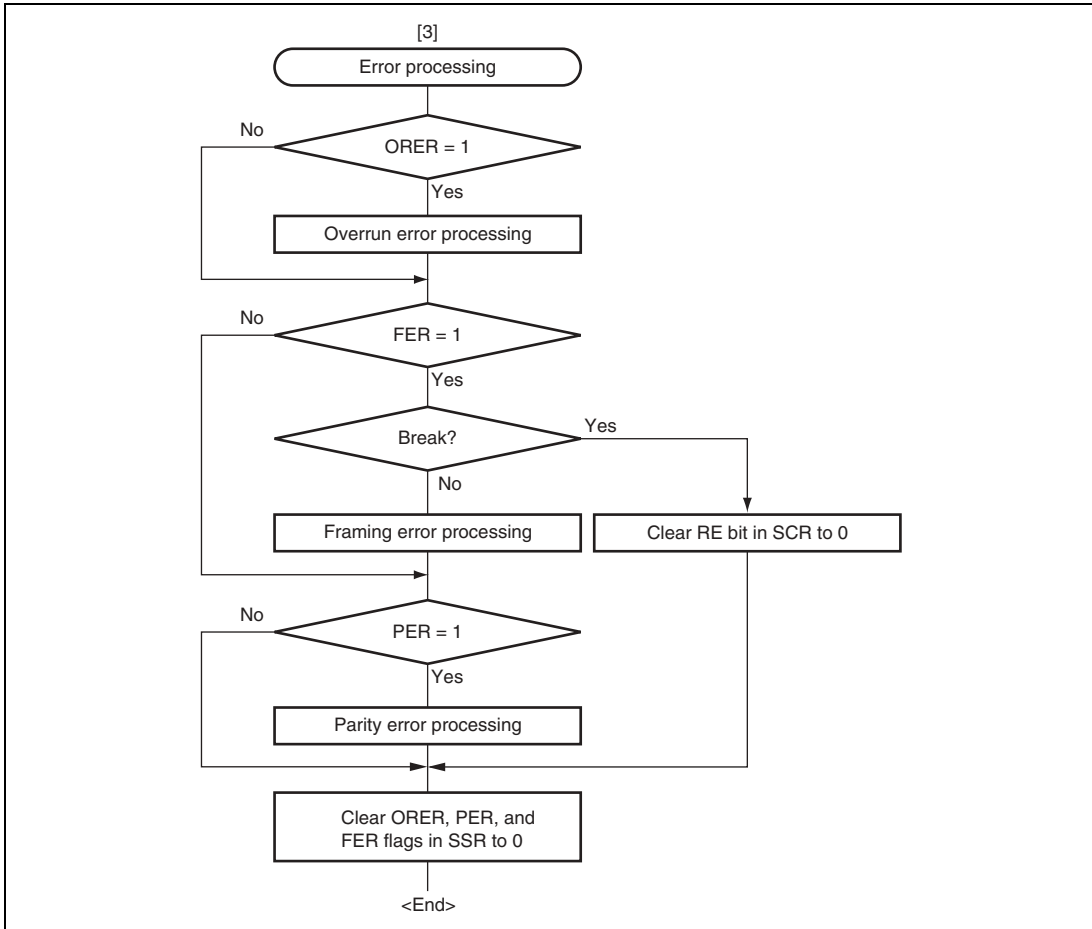 [3]
Error processing
No
ORER = 1
Yes
Overrun error processing
No
FER = 1
Yes
Break?
Yes
No
Framing error processing
Clear RE bit in SCR to 0
No
PER = 1
Yes
Parity error processing
Clear ORER, PER, and
FER flags in SSR to 0
<End>